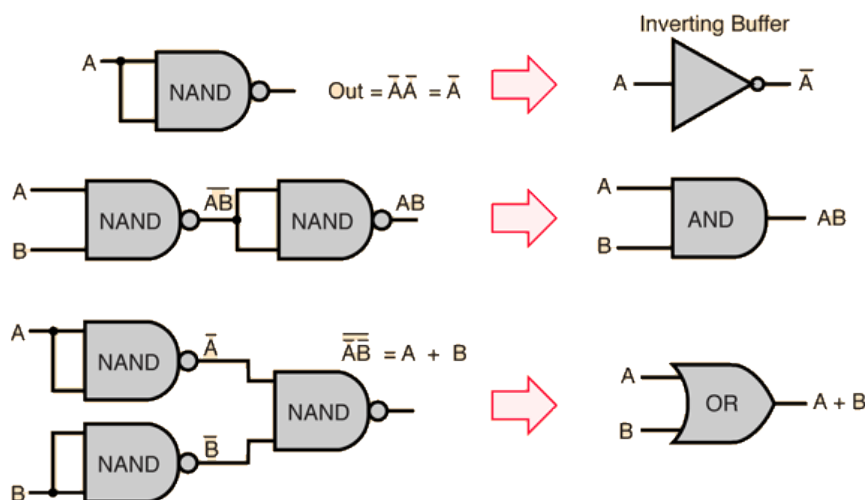 Inverting Buffer
A NAND Out = A̅A̅ = A̅ A A̅
A B NAND A̅B̅ NAND AB A B AND AB
A NAND A̅ A̿B̿ = A + B
NAND A B OR A + B
B NAND B̅